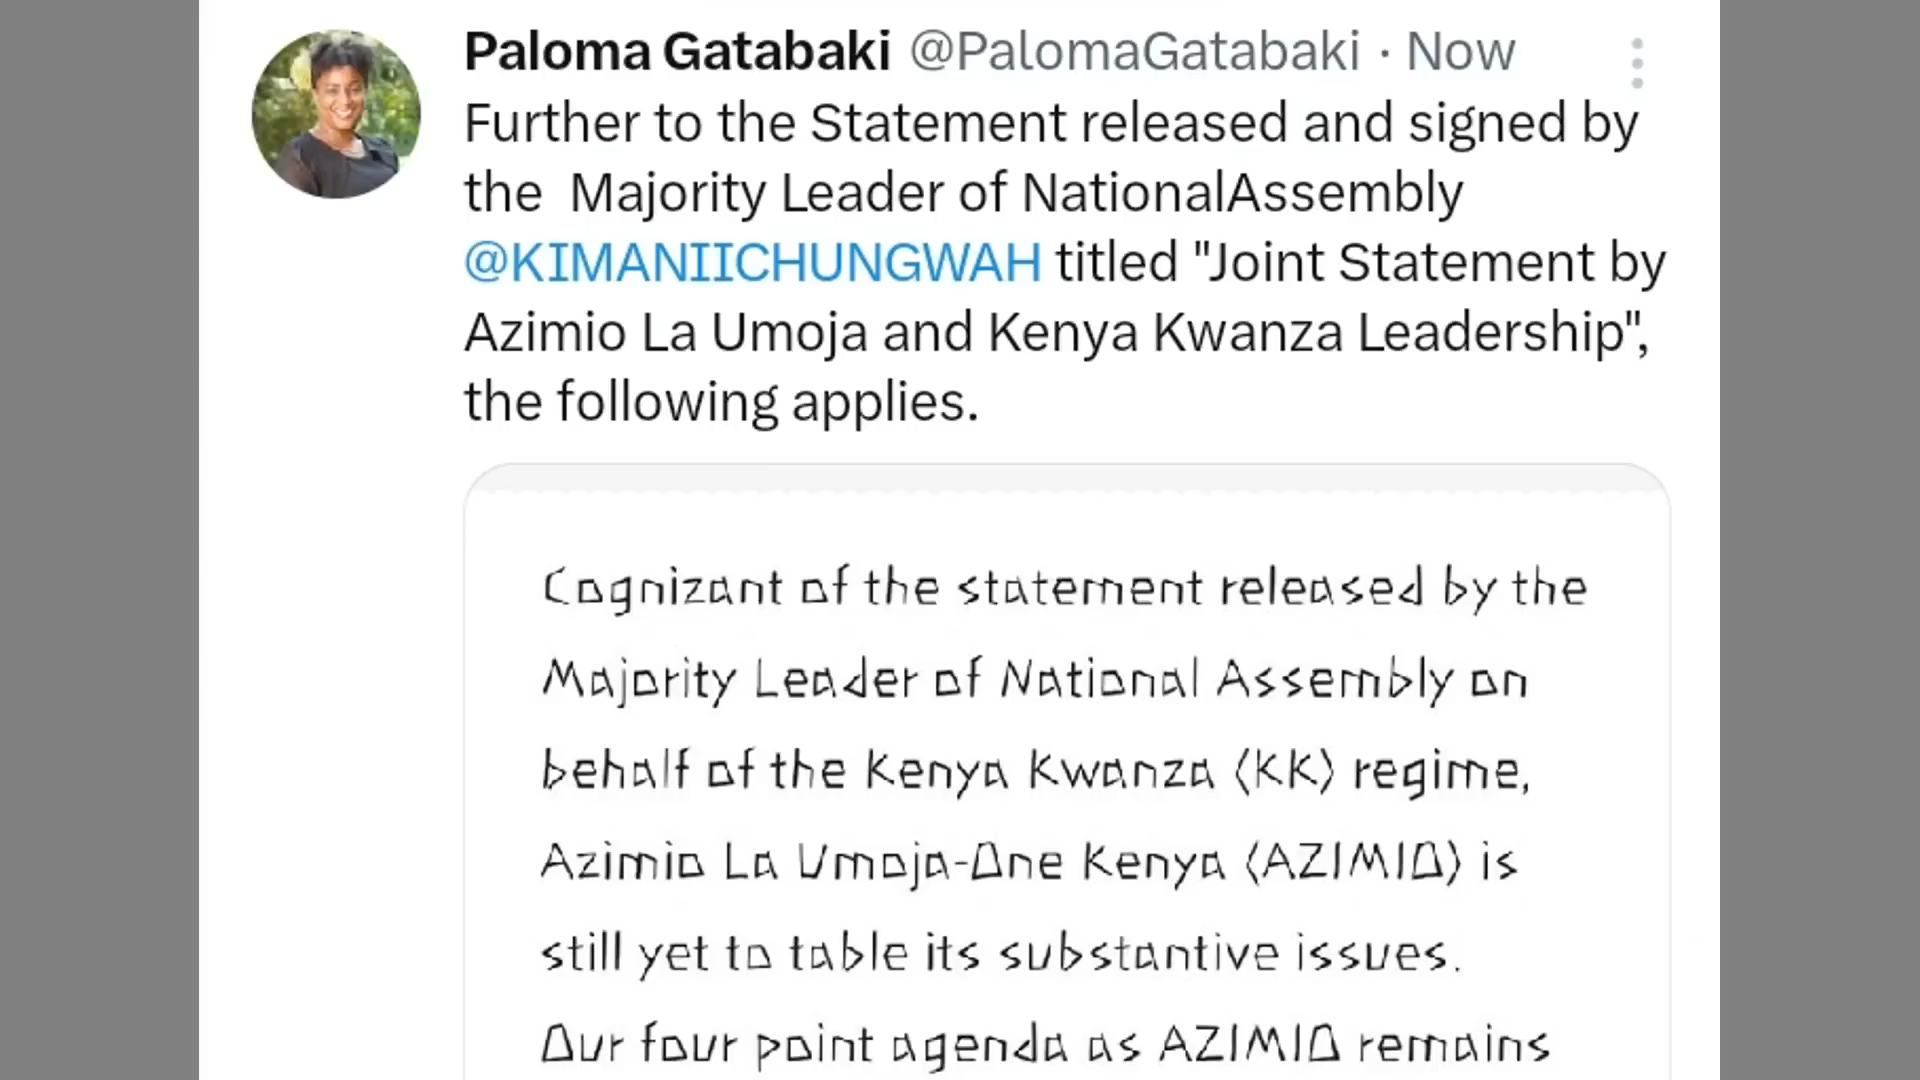 Paloma Gatabaki @PalomaGatabaki · Now
Further to the Statement released and signed by
the  Majority Leader of NationalAssembly
@KIMANIICHUNGWAH titled "Joint Statement by
Azimio La Umoja and Kenya Kwanza Leadership",
the following applies.
Cognizant of the statement released by the
Majority Leader of National Assembly on
behalf of the Kenya Kwanza (KK) regime,
Azimio La Umoja-One Kenya (AZIMIO) is
still yet to table its substantive issues.
Our four point agenda as AZIMIO remains